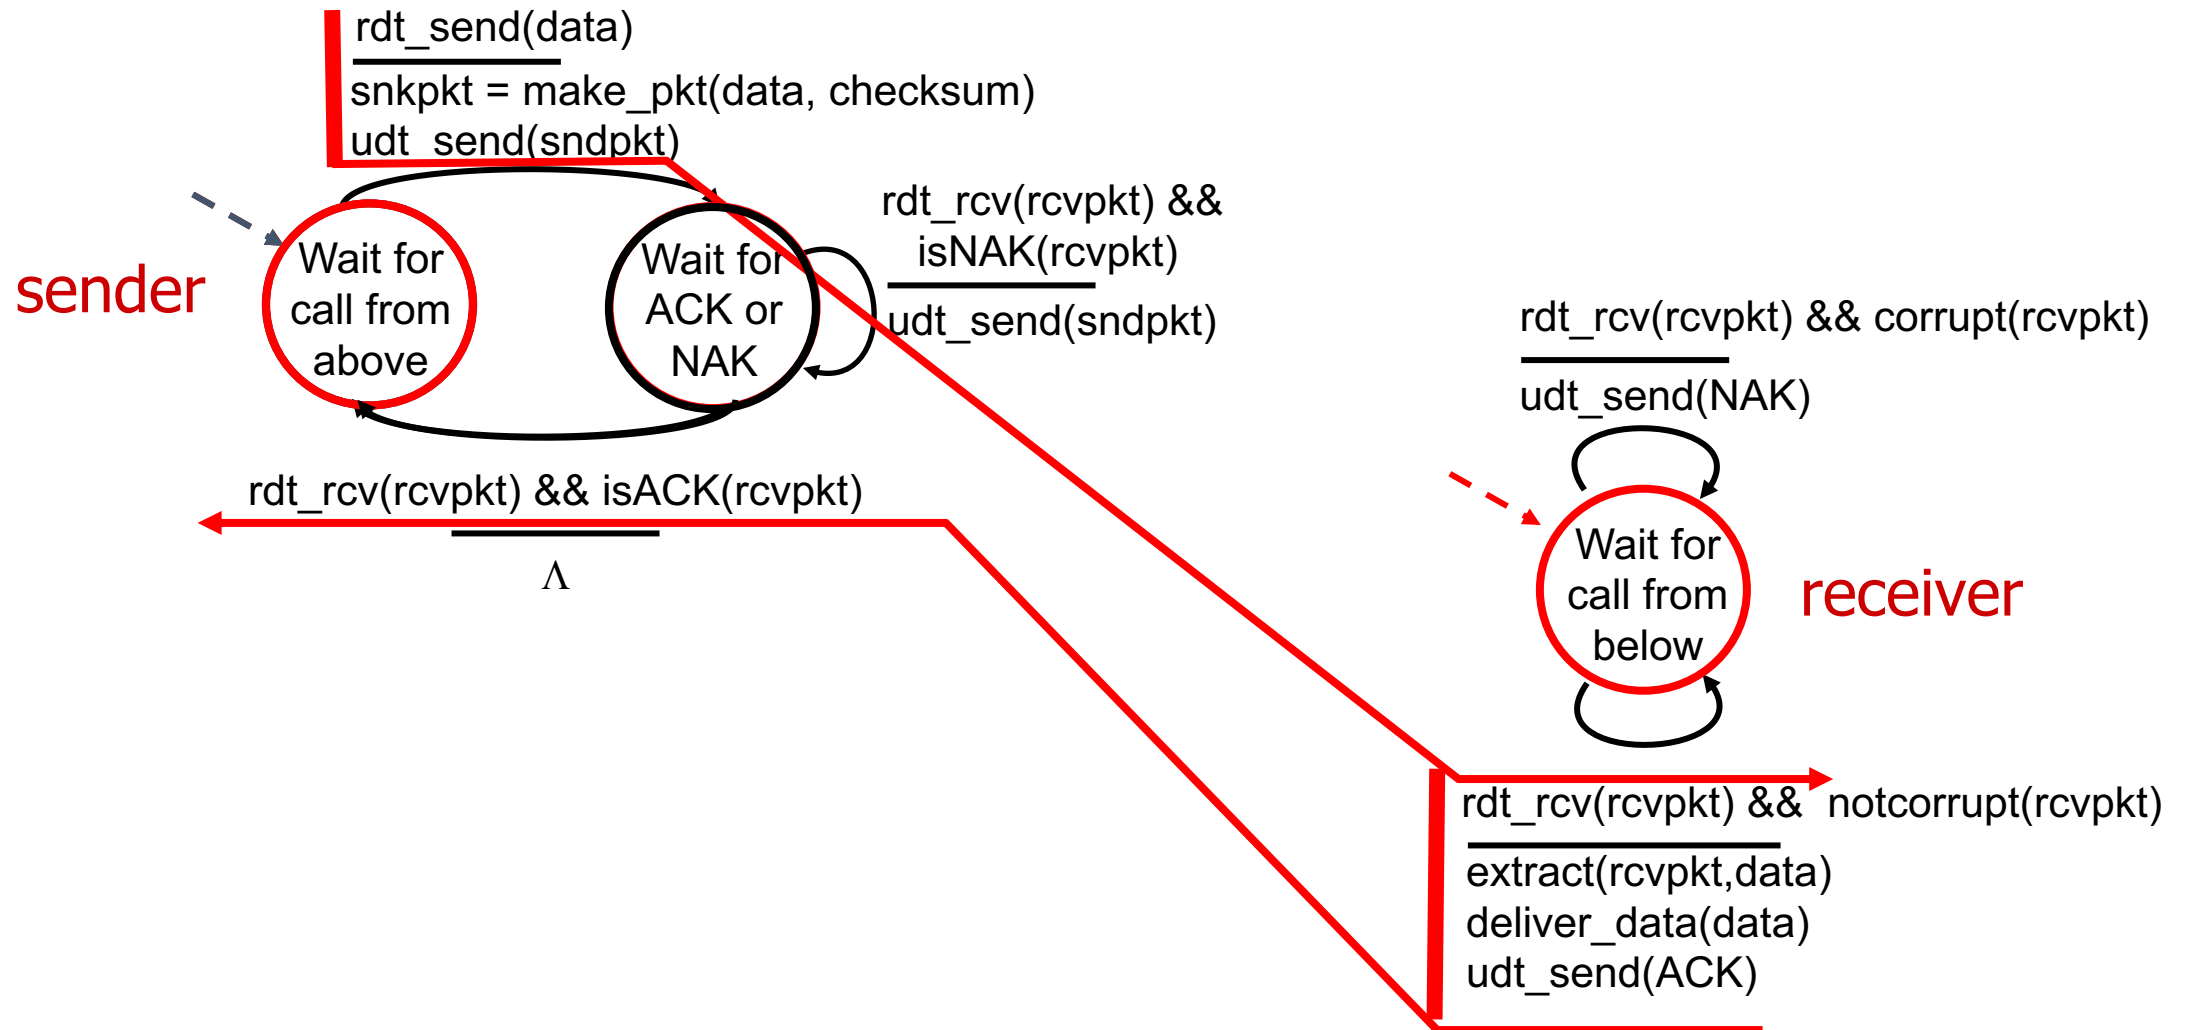 rdt_send(data)
snkpkt = make_pkt(data, checksum)
udt_send(sndpkt)
sender
Wait for
call from
above
Wait for
ACK or
NAK
rdt_rcv(rcvpkt) &&
isNAK(rcvpkt)
udt_send(sndpkt)
rdt_rcv(rcvpkt) && isACK(rcvpkt)
Λ
rdt_rcv(rcvpkt) && corrupt(rcvpkt)
udt_send(NAK)
Wait for
call from
below
receiver
rdt_rcv(rcvpkt) && notcorrupt(rcvpkt)
extract(rcvpkt,data)
deliver_data(data)
udt_send(ACK)